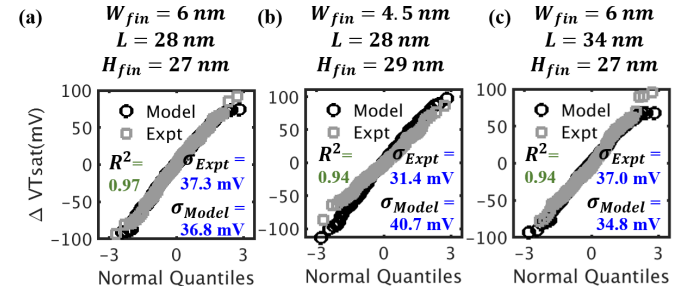 (a)
W_fin = 6 nm
L = 28 nm
H_fin = 27 nm
Δ VTsat(mV)
100
50
0
-50
-100
Model
Expt
R²=
0.97
σ_Expt =
37.3 mV
σ_Model =
36.8 mV
-3 0 3
Normal Quantiles
(b)
W_fin = 4.5 nm
L = 28 nm
H_fin = 29 nm
100
50
0
-50
-100
Model
Expt
R²=
0.94
σ_Expt =
31.4 mV
σ_Model =
40.7 mV
-3 0 3
Normal Quantiles
(c)
W_fin = 6 nm
L = 34 nm
H_fin = 27 nm
100
50
0
-50
-100
Model
Expt
R²=
0.94
σ_Expt =
37.0 mV
σ_Model =
34.8 mV
-3 0 3
Normal Quantiles